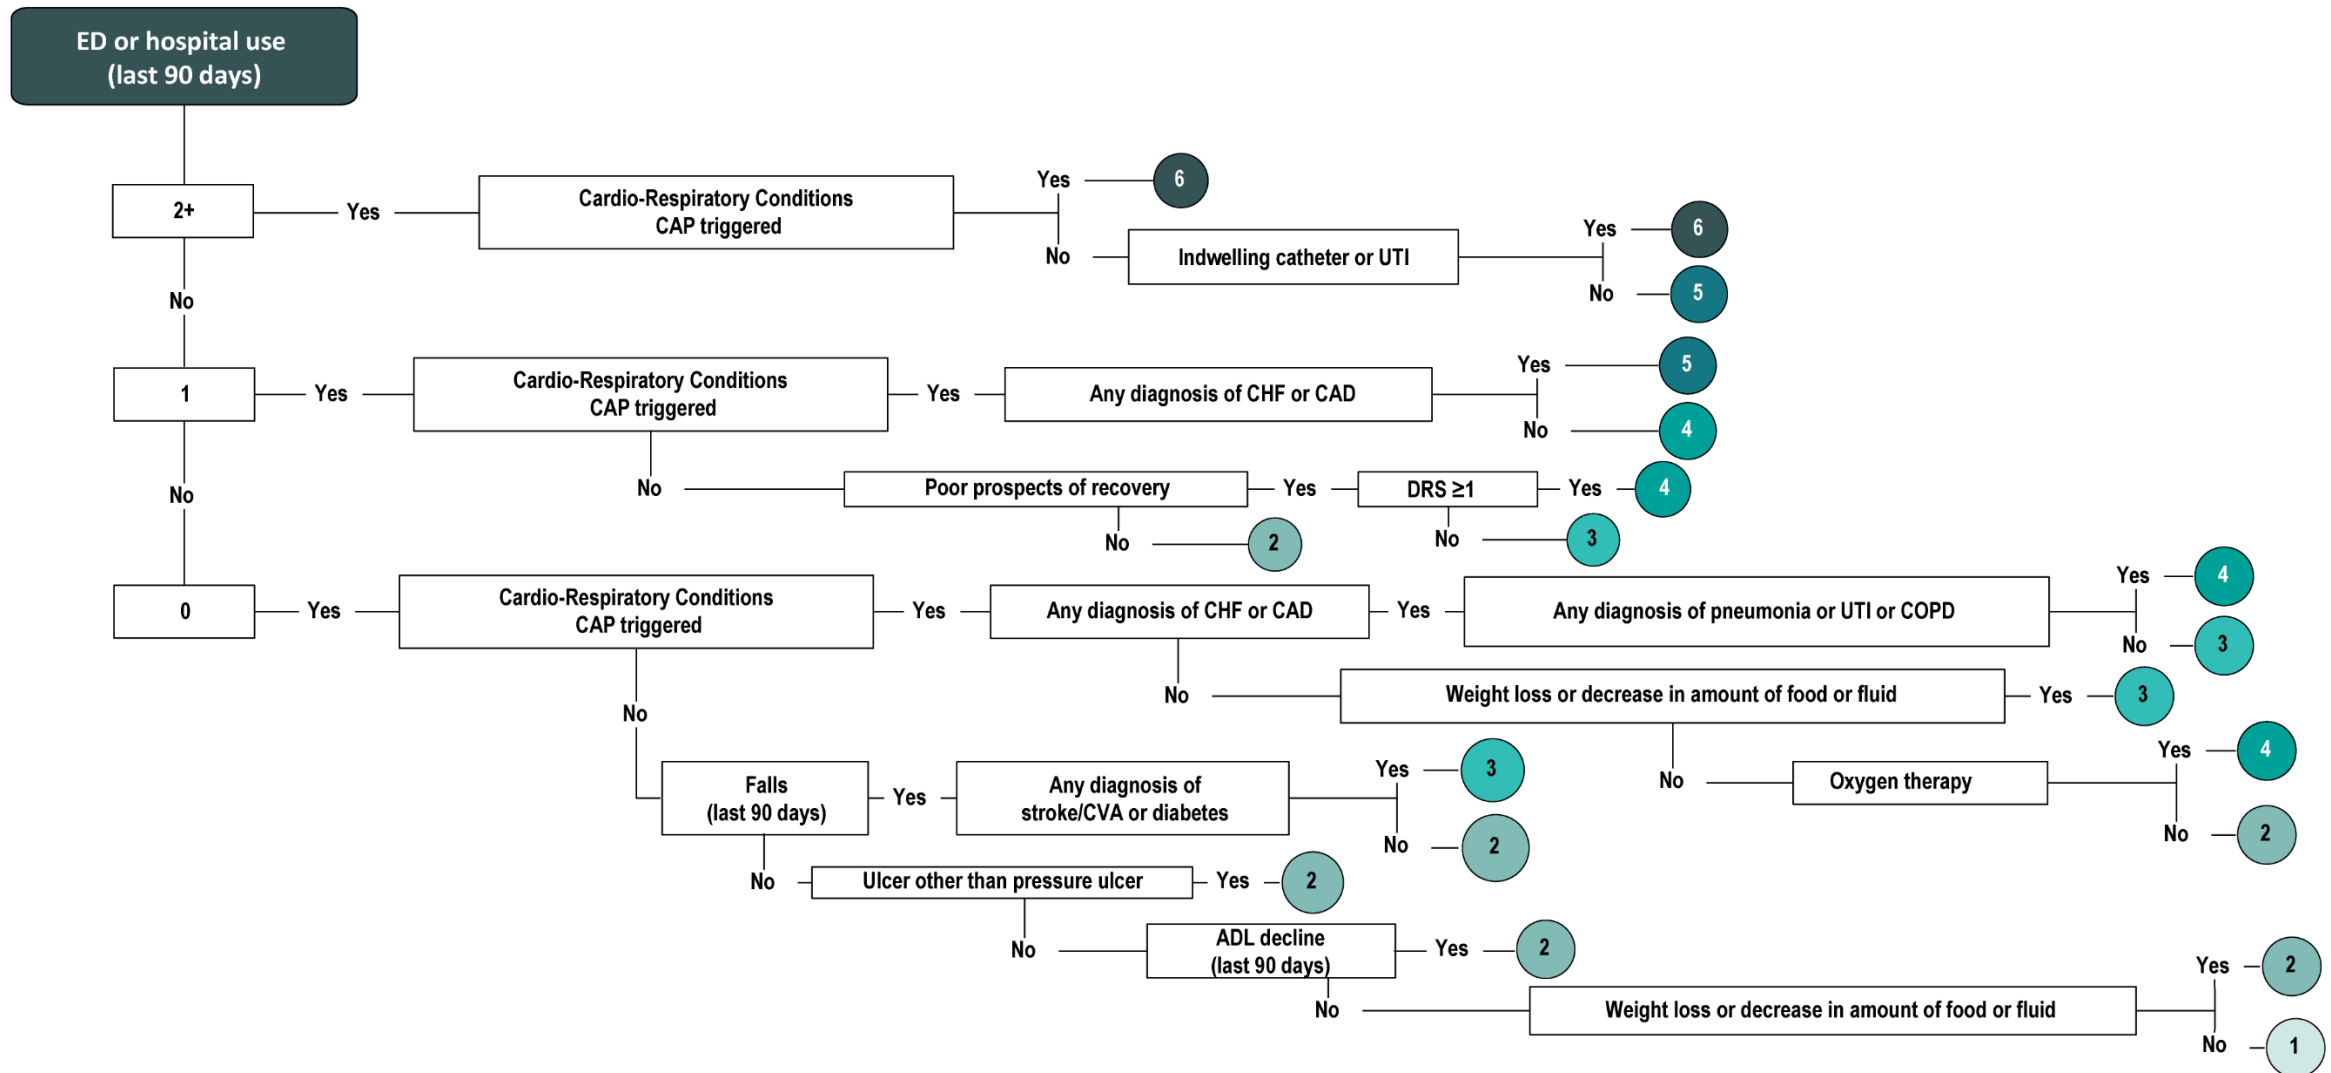 ED or hospital use
(last 90 days)
2+
Yes
Cardio-Respiratory Conditions
CAP triggered
Yes
6
No
Indwelling catheter or UTI
Yes
6
No
5
No
1
Yes
Cardio-Respiratory Conditions
CAP triggered
Yes
Any diagnosis of CHF or CAD
Yes
5
No
4
No
Poor prospects of recovery
Yes
DRS ≥1
Yes
4
No
3
No
2
No
0
Yes
Cardio-Respiratory Conditions
CAP triggered
Yes
Any diagnosis of CHF or CAD
Yes
Any diagnosis of pneumonia or UTI or COPD
Yes
4
No
3
No
Weight loss or decrease in amount of food or fluid
Yes
3
No
Oxygen therapy
Yes
4
No
2
No
Falls
(last 90 days)
Yes
Any diagnosis of
stroke/CVA or diabetes
Yes
3
No
2
No
Ulcer other than pressure ulcer
Yes
2
No
ADL decline
(last 90 days)
Yes
2
No
Weight loss or decrease in amount of food or fluid
Yes
2
No
1